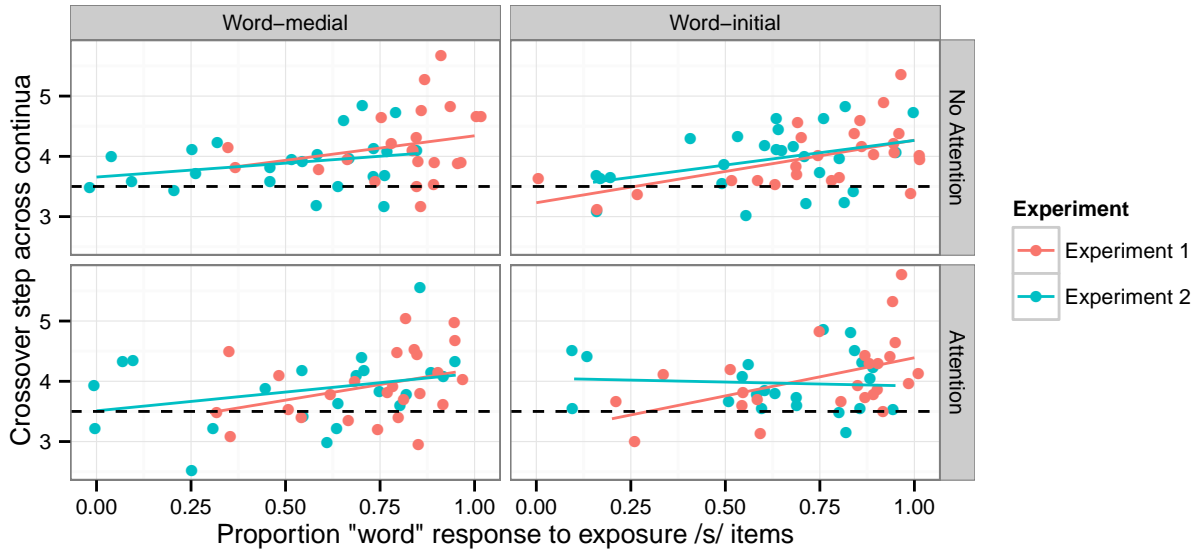 Word−medial
Word−initial
Crossover step across continua
5
4
3
No Attention
5
4
3
Attention
0.00 0.25 0.50 0.75 1.00
0.00 0.25 0.50 0.75 1.00
Proportion "word" response to exposure /s/ items
Experiment
Experiment 1
Experiment 2